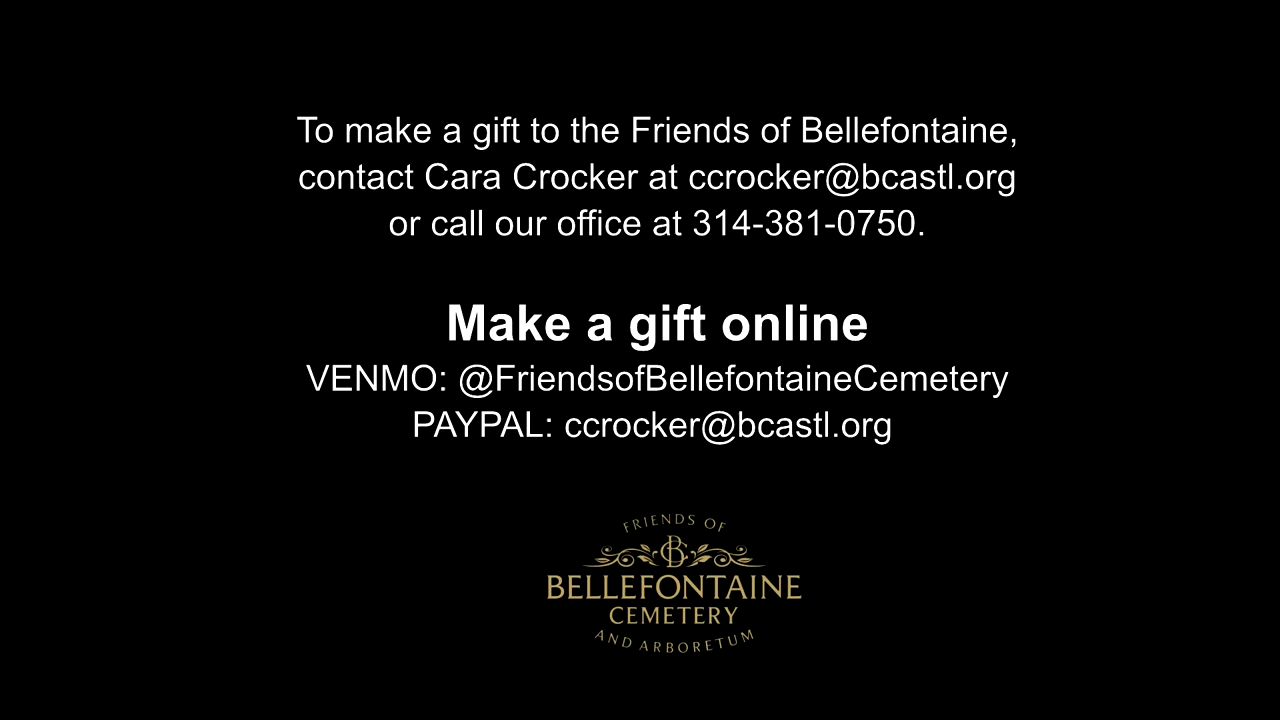 To make a gift to the Friends of Bellefontaine,
contact Cara Crocker at ccrocker@bcastl.org
or call our office at 314-381-0750.
Make a gift online
VENMO: @FriendsofBellefontaineCemetery
PAYPAL: ccrocker@bcastl.org
FRIENDS OF
BC
BELLEFONTAINE
CEMETERY
AND ARBORETUM